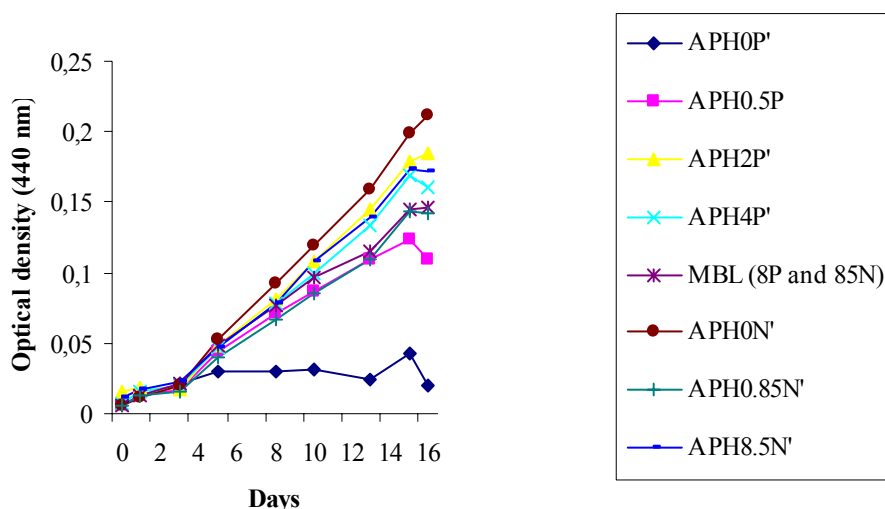 0,25
0,2
0,15
0,1
0,05
0
Optical density (440 nm)
0 2 4 6 8 10 12 14 16
Days
APH0P'
APH0.5P
APH2P'
APH4P'
MBL (8P and 85N)
APH0N'
APH0.85N'
APH8.5N'